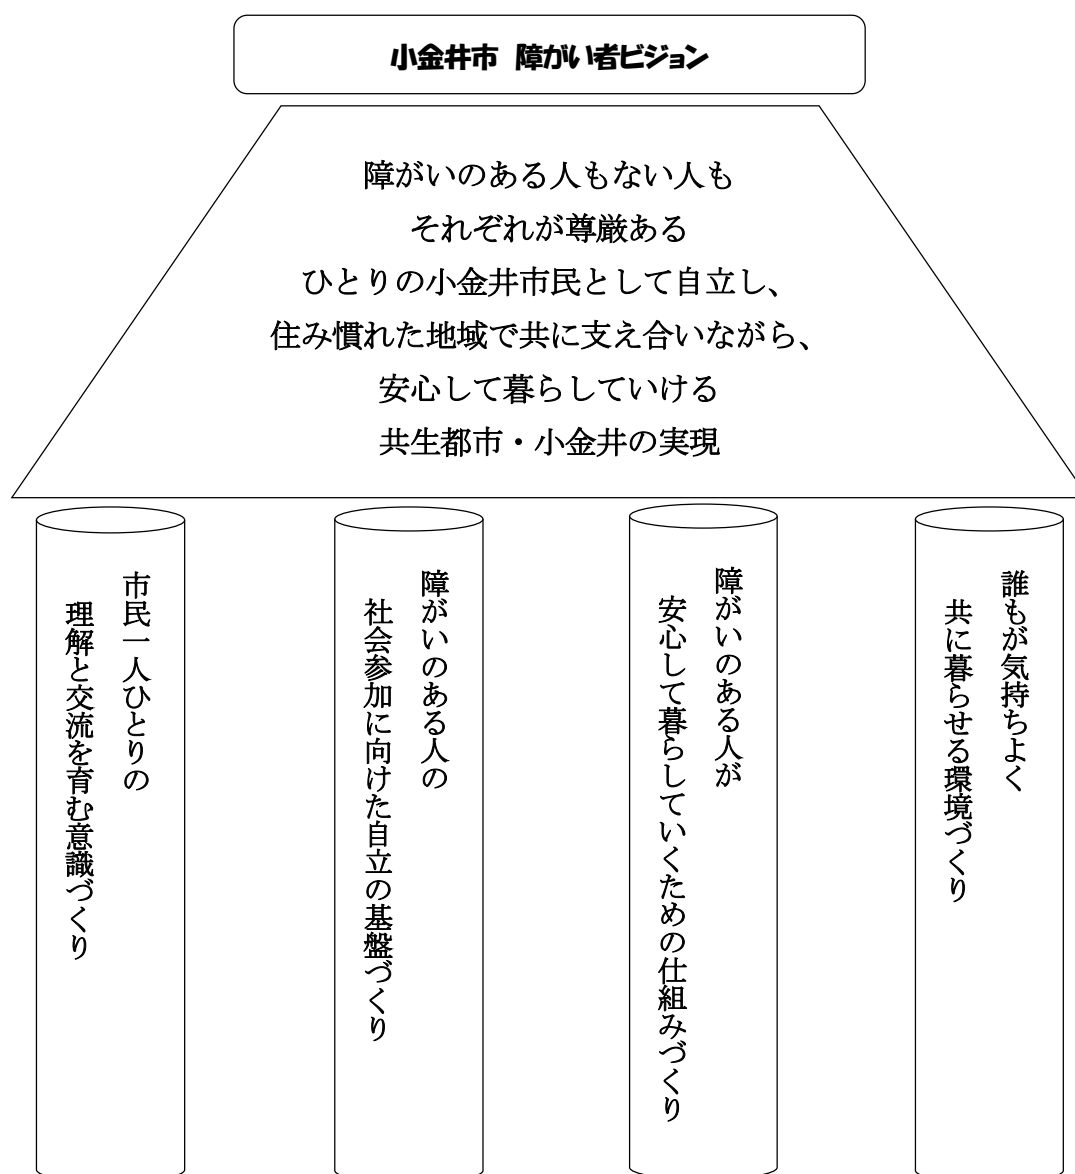 小金井市 障がい者ビジョン
障がいのある人もない人も
それぞれが尊厳ある
ひとりの小金井市民として自立し、
住み慣れた地域で共に支え合いながら、
安心して暮らしていける
共生都市・小金井の実現
誰もが気持ちよく
共に暮らせる環境づくり
障がいのある人が
安心して暮らしていくための仕組みづくり
障がいのある人の
社会参加に向けた自立の基盤づくり
市民一人ひとりの
理解と交流を育む意識づくり